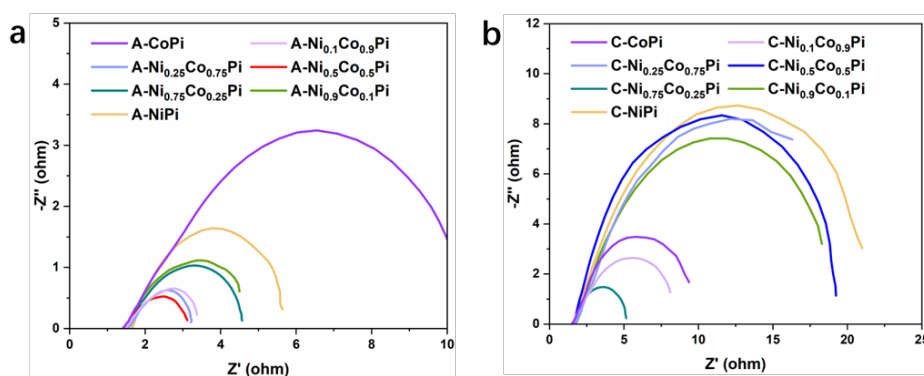 a
5
4
3
2
1
0
0 2 4 6 8 10
-Z'' (ohm)
Z' (ohm)
A-CoPi A-Ni₀.₁Co₀.₉Pi
A-Ni₀.₂₅Co₀.₇₅Pi A-Ni₀.₅Co₀.₅Pi
A-Ni₀.₇₅Co₀.₂₅Pi A-Ni₀.₉Co₀.₁Pi
A-NiPi
b
12
10
8
6
4
2
0
0 5 10 15 20 25
-Z'' (ohm)
Z' (ohm)
C-CoPi C-Ni₀.₁Co₀.₉Pi
C-Ni₀.₂₅Co₀.₇₅Pi C-Ni₀.₅Co₀.₅Pi
C-Ni₀.₇₅Co₀.₂₅Pi C-Ni₀.₉Co₀.₁Pi
C-NiPi